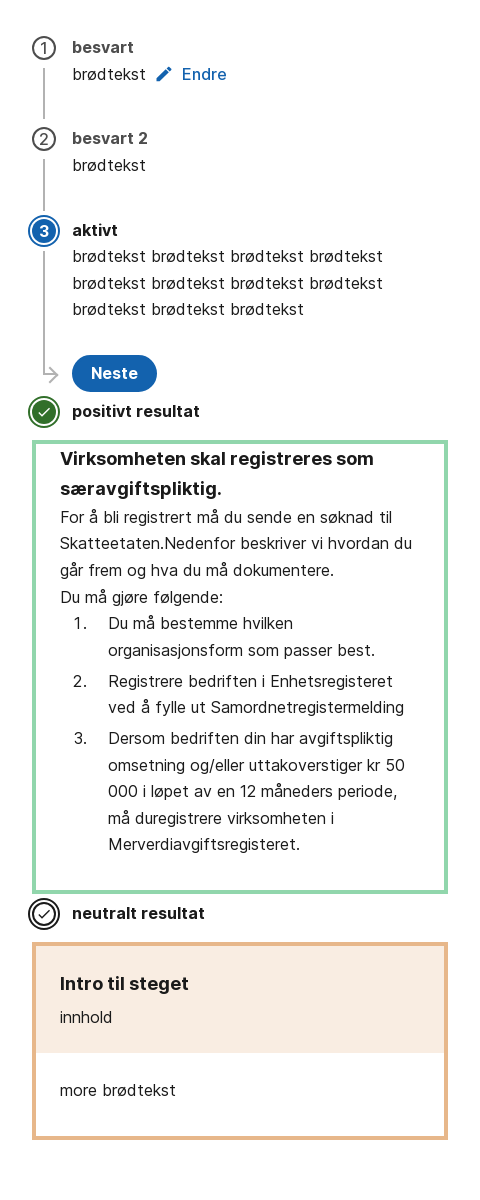 1 besvart
brødtekst Endre
2 besvart 2
brødtekst
3 aktivt
brødtekst brødtekst brødtekst brødtekst
brødtekst brødtekst brødtekst brødtekst
brødtekst brødtekst brødtekst
Neste
positivt resultat
Virksomheten skal registreres som
særavgiftspliktig.
For å bli registrert må du sende en søknad til
Skatteetaten.Nedenfor beskriver vi hvordan du
går frem og hva du må dokumentere.
Du må gjøre følgende:
1. Du må bestemme hvilken
organisasjonsform som passer best.
2. Registrere bedriften i Enhetsregisteret
ved å fylle ut Samordnetregistermelding
3. Dersom bedriften din har avgiftspliktig
omsetning og/eller uttakoverstiger kr 50
000 i løpet av en 12 måneders periode,
må duregistrere virksomheten i
Merverdiavgiftsregisteret.
neutralt resultat
Intro til steget
innhold
more brødtekst